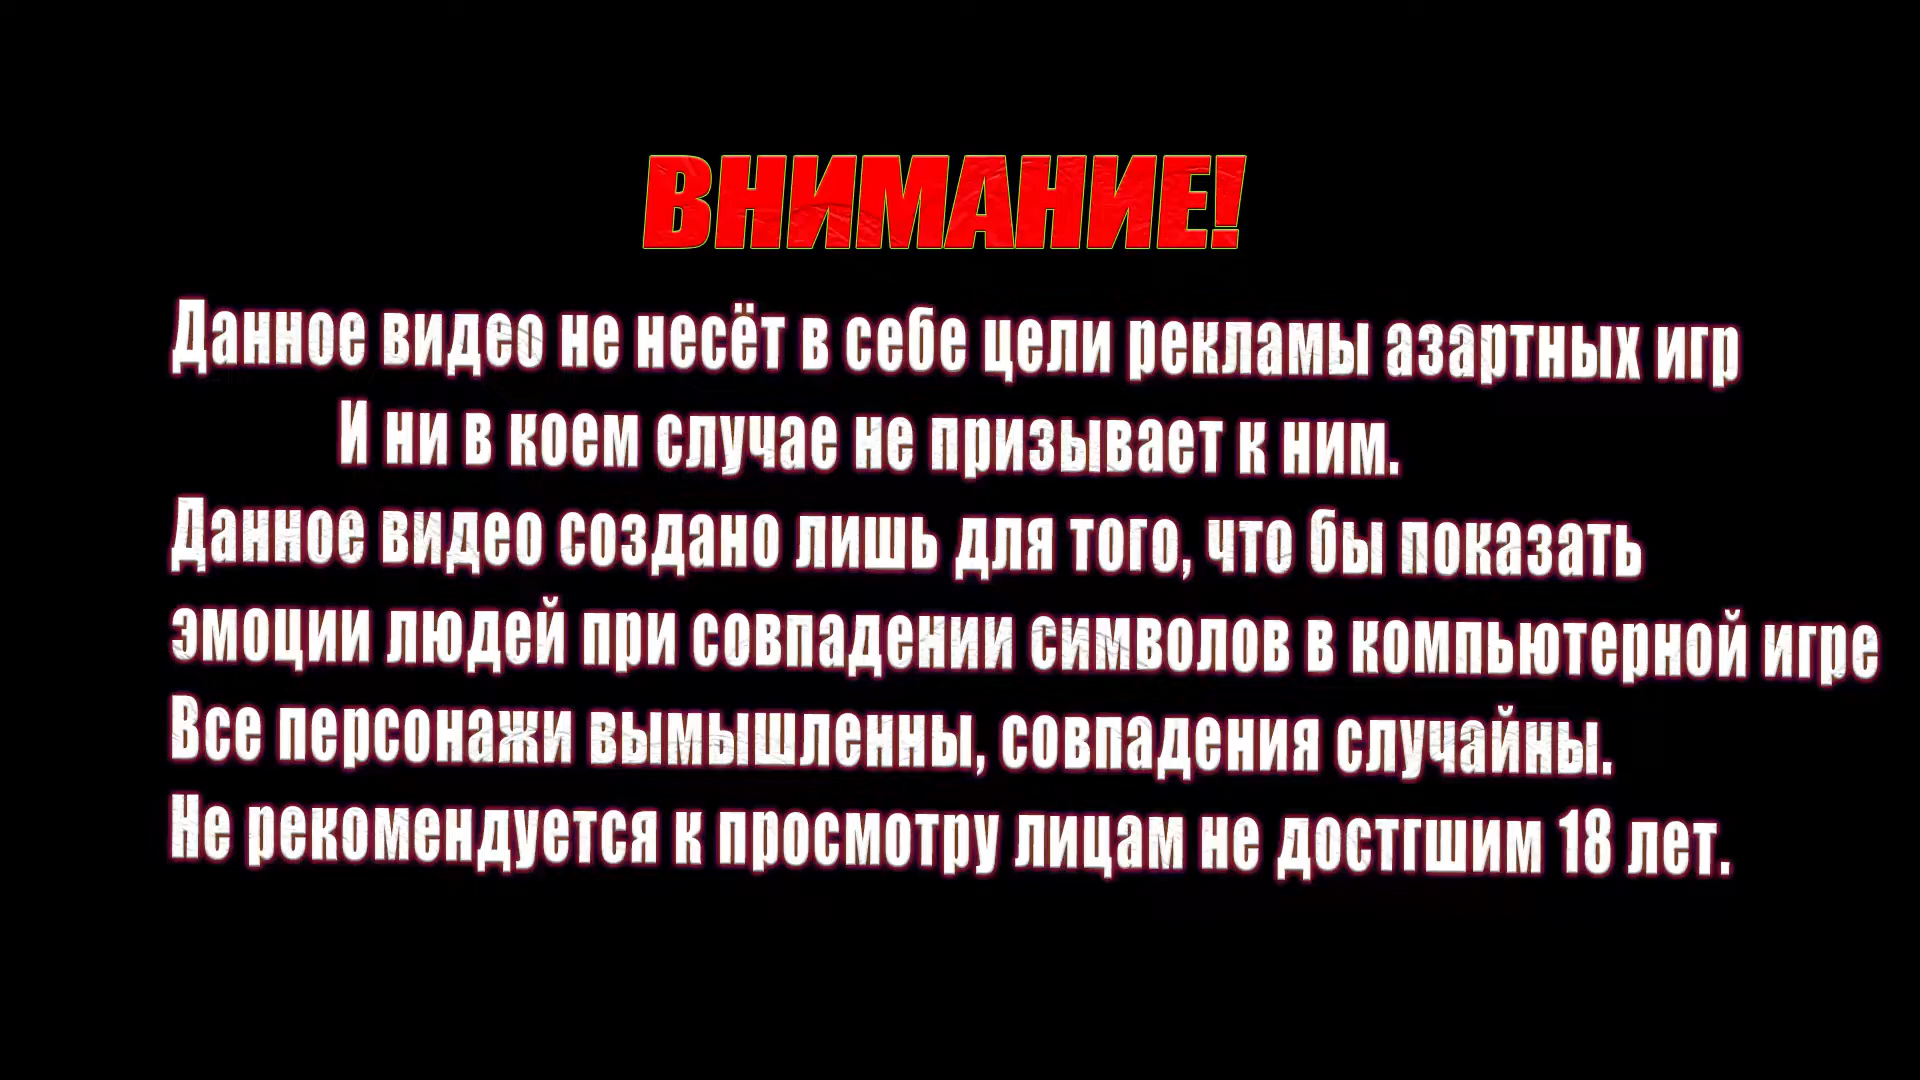 ВНИМАНИЕ!
Данное видео не несёт в себе цели рекламы азартных игр
И ни в коем случае не призывает к ним.
Данное видео создано лишь для того, что бы показать
эмоции людей при совпадении символов в компьютерной игре
Все персонажи вымышленны, совпадения случайны.
Не рекомендуется к просмотру лицам не достгшим 18 лет.